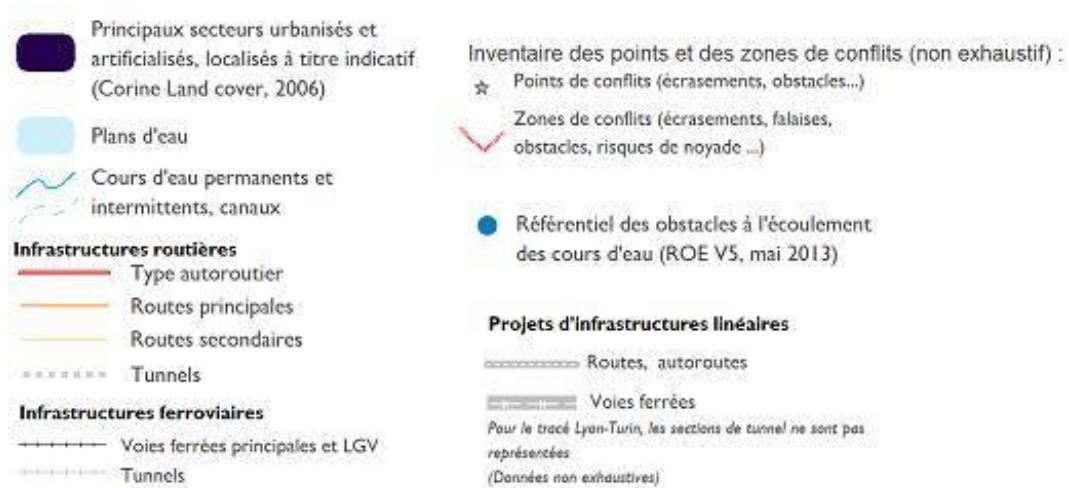 Principaux secteurs urbanisés et
artificialisés, localisés à titre indicatif
(Corine Land cover, 2006)
Plans d'eau
Cours d'eau permanents et
intermittents, canaux
Infrastructures routières
Type autoroutier
Routes principales
Routes secondaires
Tunnels
Infrastructures ferroviaires
Voies ferrées principales et LGV
Tunnels
Inventaire des points et des zones de conflits (non exhaustif) :
Points de conflits (écrasements, obstacles...)
Zones de conflits (écrasements, falaises,
obstacles, risques de noyade ...)
Référentiel des obstacles à l'écoulement
des cours d'eau (ROE V5, mai 2013)
Projets d'infrastructures linéaires
Routes, autoroutes
Voies ferrées
Pour le tracé Lyon-Turin, les sections de tunnel ne sont pas
représentées
(Données non exhaustives)